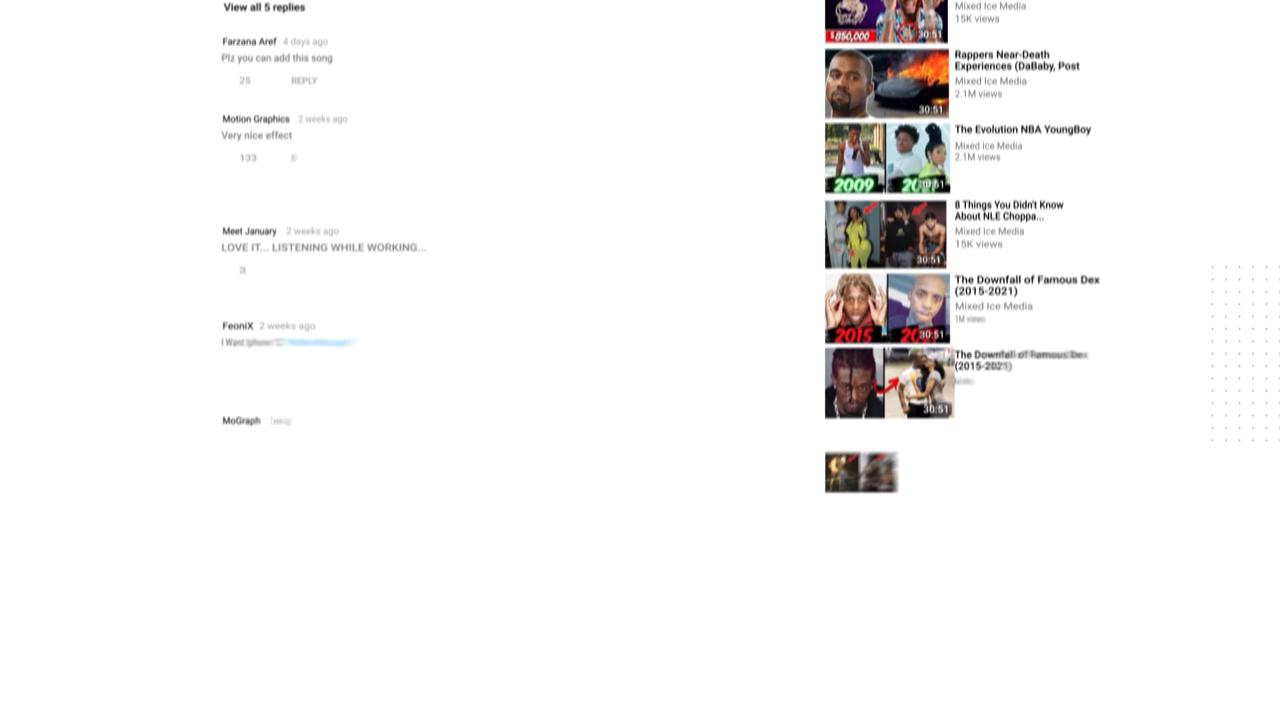 View all 5 replies
Farzana Aref 4 days ago
Plz you can add this song
25 REPLY
Motion Graphics 2 weeks ago
Very nice effect
133
Meet January 2 weeks ago
LOVE IT... LISTENING WHILE WORKING...
FeoniX 2 weeks ago
I Want
MoGraph
Mixed Ice Media
15K views
$850,000
30:51
Rappers Near-Death
Experiences (DaBaby, Post
Mixed Ice Media
2.1M views
30:51
The Evolution NBA YoungBoy
Mixed Ice Media
2.1M views
2009
8 Things You Didn't Know
About NLE Choppa...
Mixed Ice Media
15K views
30:51
The Downfall of Famous Dex
(2015-2021)
Mixed Ice Media
1M views
2015
30:51
The Downfall of Famous Dex
(2015-2021)
30:51